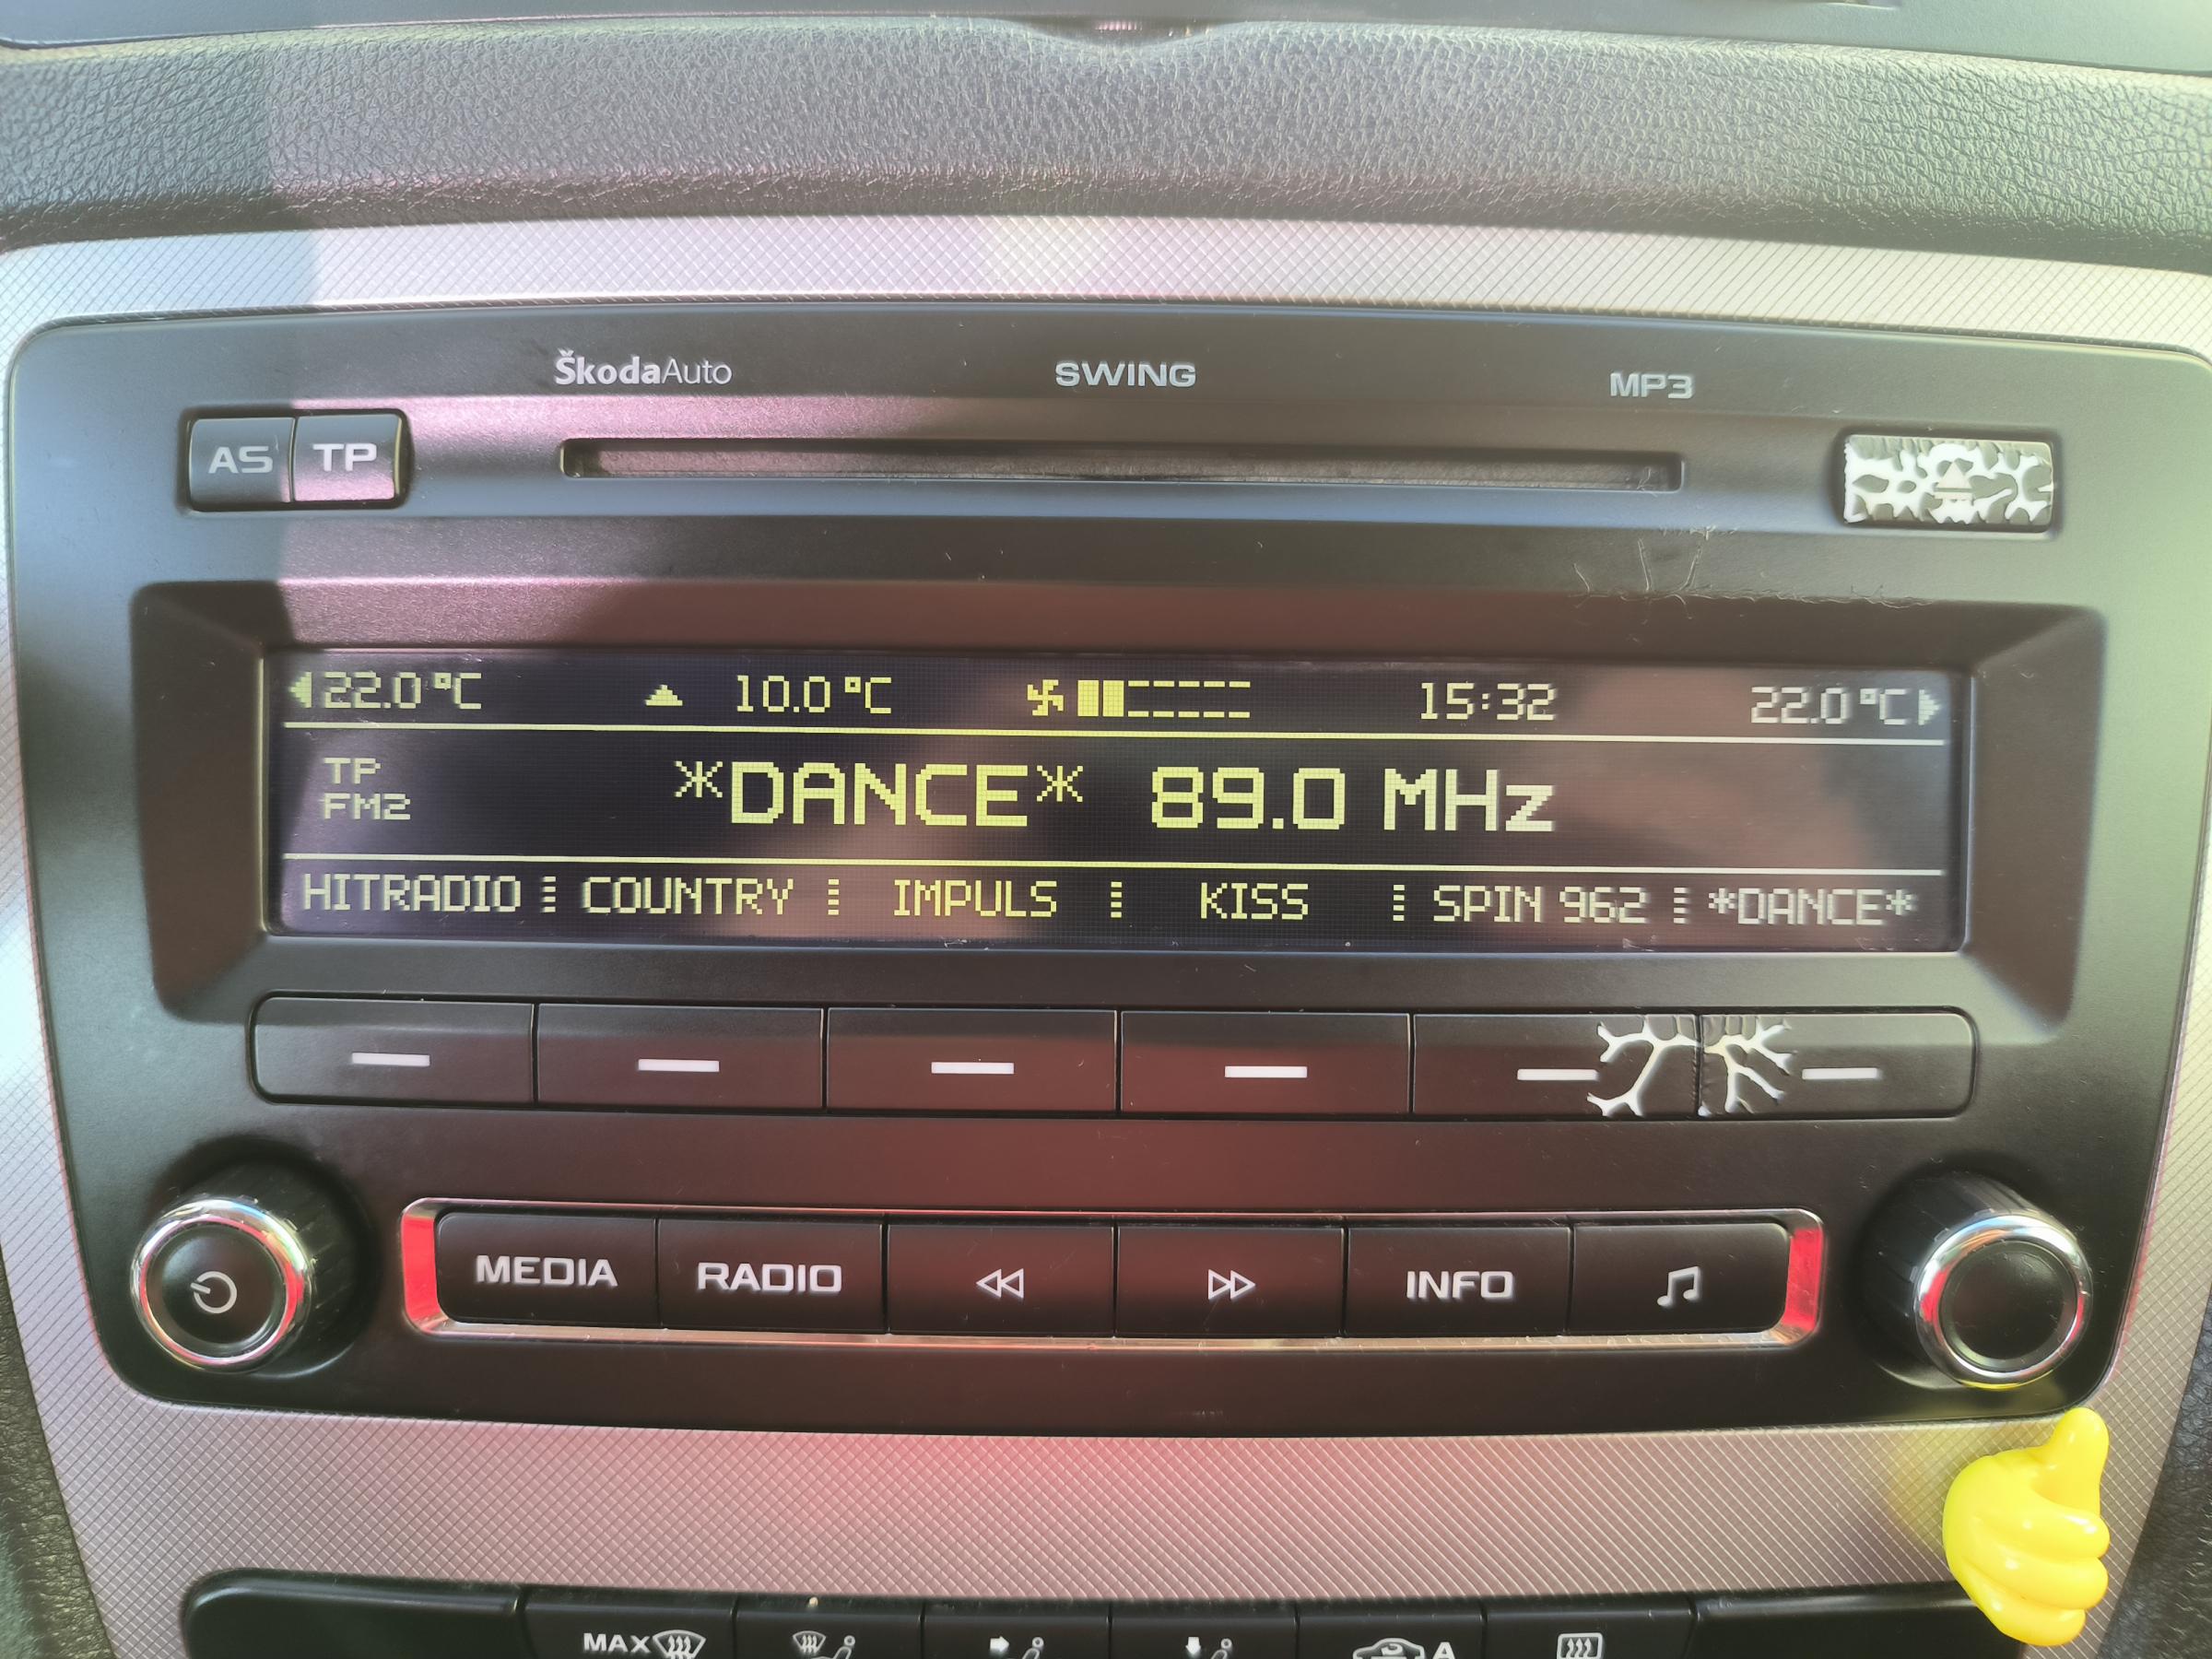 ŠkodaAuto SWING MP3
AS TP
22.0 °C 10.0 °C 15:32 22.0 °C
TP
FM2
*DANCE* 89.0 MHz
HITRADIO COUNTRY IMPULS KISS SPIN 962 *DANCE*
MEDIA RADIO INFO
MAX A